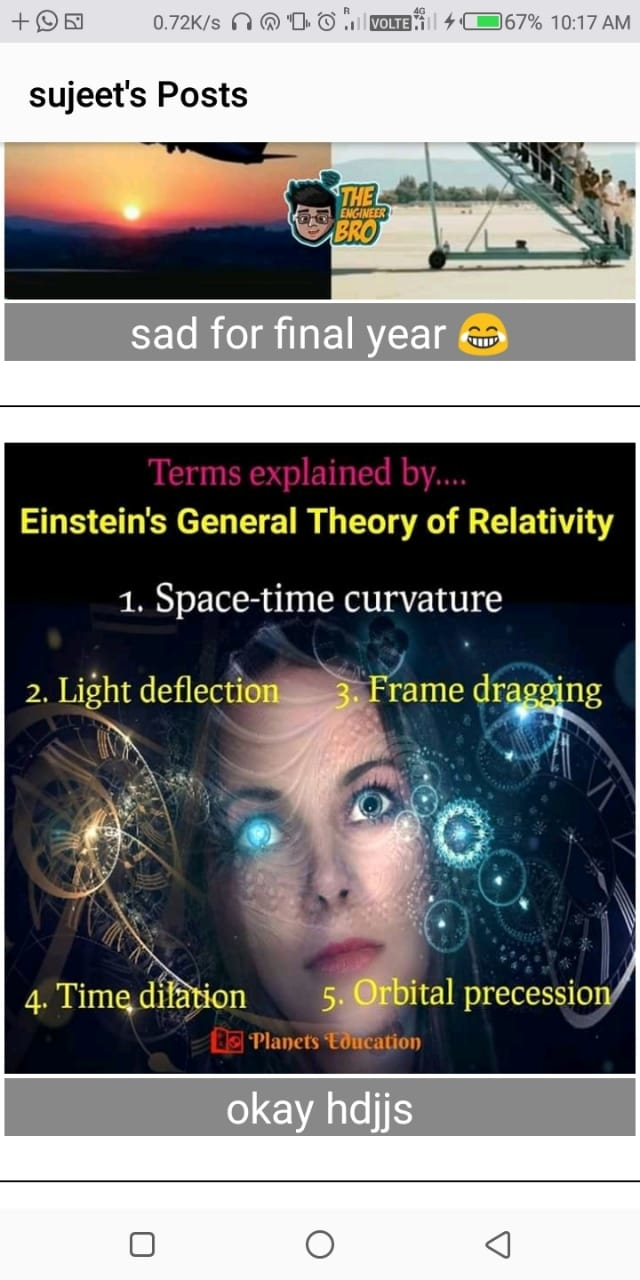 0.72K/s R VOLTE 4G 67% 10:17 AM
sujeet's Posts
THE
ENGINEER
BRO
sad for final year 😂
Terms explained by....
Einstein's General Theory of Relativity
1. Space-time curvature
2. Light deflection 3. Frame dragging
4. Time dilation 5. Orbital precession
Planets Education
okay hdjjs